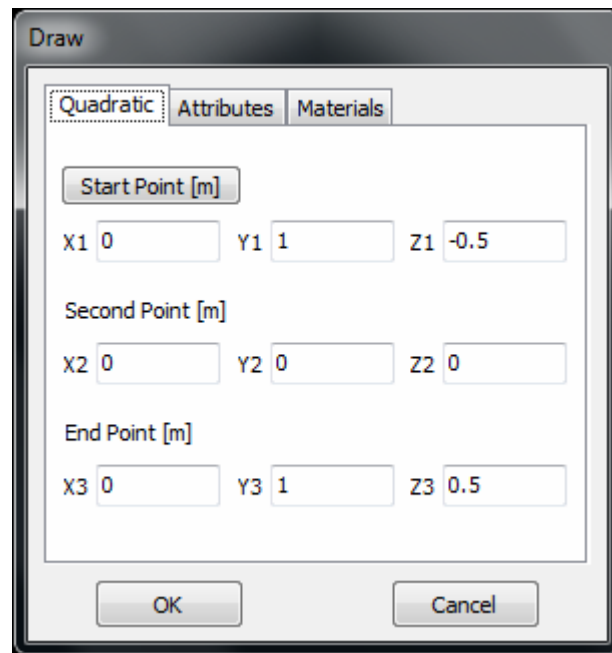 Draw
Quadratic Attributes Materials
Start Point [m]
X1 0 Y1 1 Z1 -0.5
Second Point [m]
X2 0 Y2 0 Z2 0
End Point [m]
X3 0 Y3 1 Z3 0.5
OK Cancel